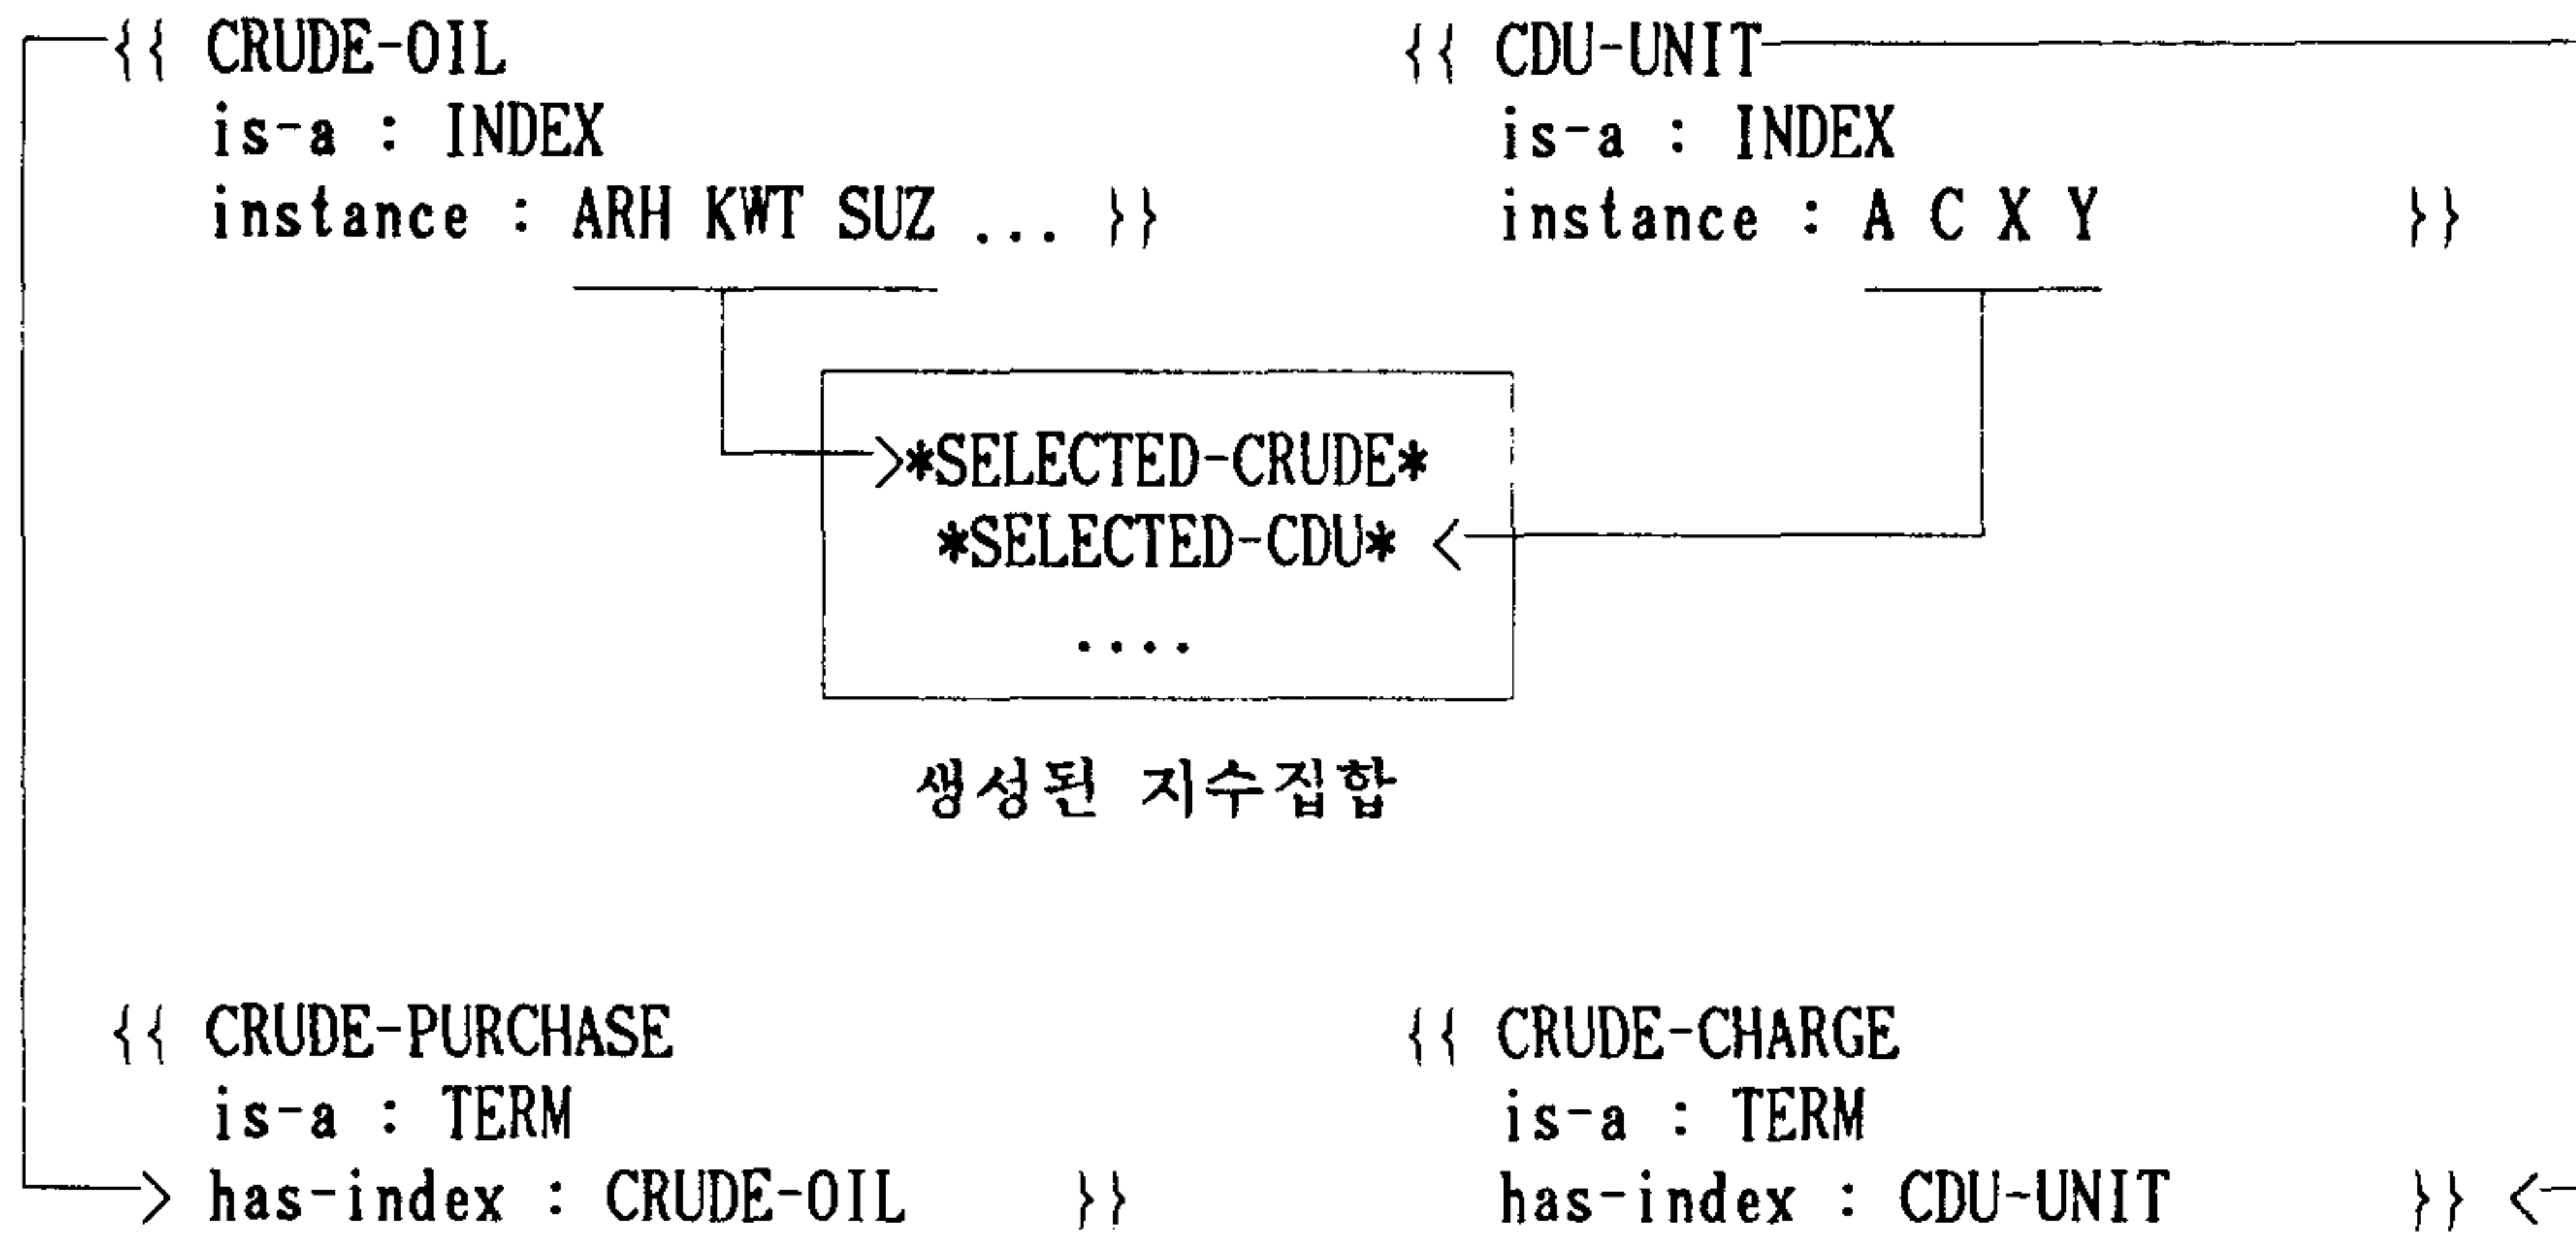 {{ CRUDE-OIL
is-a : INDEX
instance : ARH KWT SUZ ... }}
{{ CDU-UNIT
is-a : INDEX
instance : A C X Y }}
*SELECTED-CRUDE*
*SELECTED-CDU*
....
생성된 지수집합
{{ CRUDE-PURCHASE
is-a : TERM
has-index : CRUDE-OIL }}
{{ CRUDE-CHARGE
is-a : TERM
has-index : CDU-UNIT }}